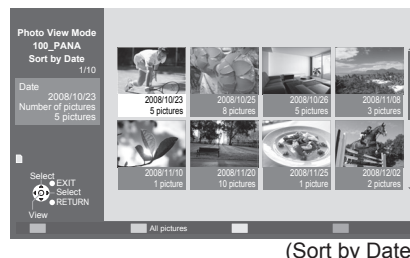 Photo View Mode
100_PANA
Sort by Date
1/10
Date
2008/10/23
Number of pictures
5 pictures
Select
EXIT
Select
RETURN
View
2008/10/23
5 pictures
2008/10/25
8 pictures
2008/10/26
5 pictures
2008/11/08
3 pictures
2008/11/10
1 picture
2008/11/20
10 pictures
2008/11/25
1 picture
2008/12/02
2 pictures
All pictures
(Sort by Date